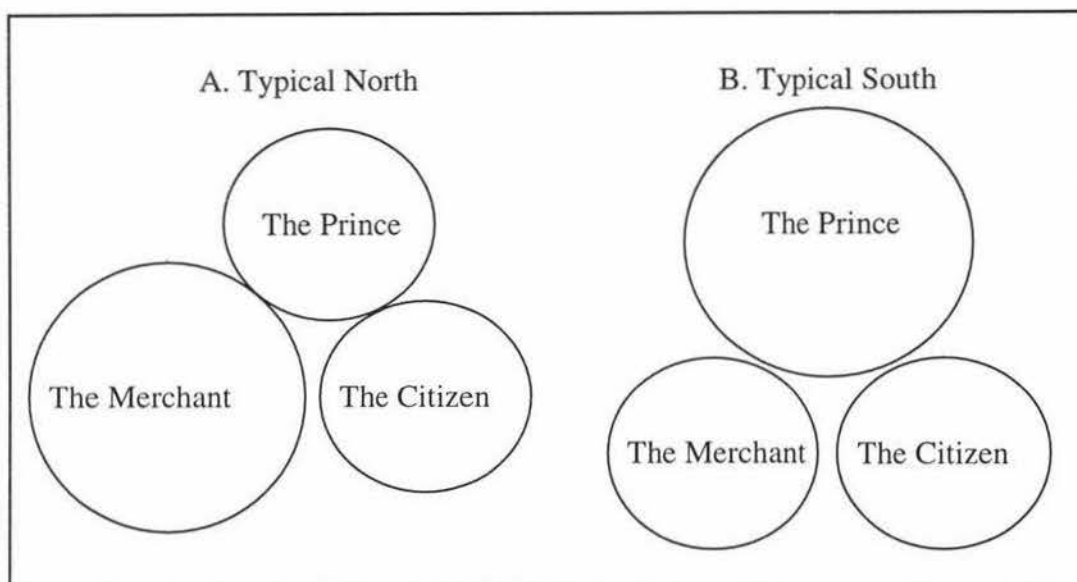 A. Typical North
The Prince
The Merchant
The Citizen
B. Typical South
The Prince
The Merchant
The Citizen